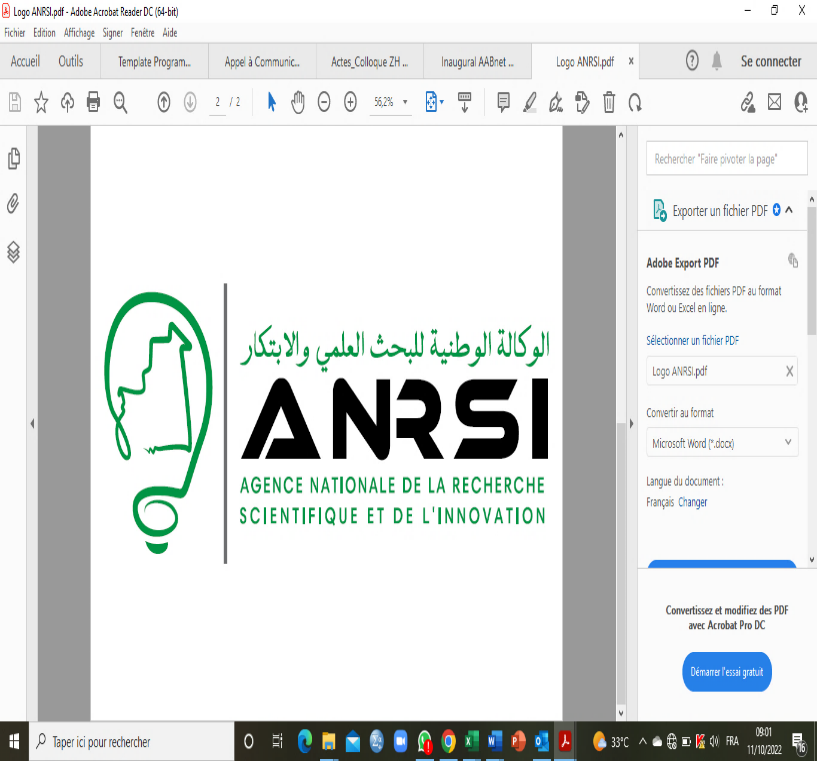 Logo ANRSI.pdf - Adobe Acrobat Reader DC (64-bit)
Fichier Edition Affichage Signer Fenêtre Aide
Accueil Outils Template Program... Appel à Communic... Actes_Colloque ZH ... Inaugural AABnet ... Logo ANRSI.pdf x Se connecter
2 / 2 56,2%
Rechercher "Faire pivoter la page"
Exporter un fichier PDF
Adobe Export PDF
Convertissez des fichiers PDF au format
Word ou Excel en ligne.
Sélectionner un fichier PDF
Logo ANRSI.pdf X
Convertir au format
Microsoft Word (*.docx)
Langue du document :
Français Changer
Convertissez et modifiez des PDF
avec Acrobat Pro DC
Démarrer l'essai gratuit
الوكالة الوطنية للبحث العلمي والابتكار
ANRSI
AGENCE NATIONALE DE LA RECHERCHE
SCIENTIFIQUE ET DE L'INNOVATION
Taper ici pour rechercher
33°C FRA 09:01
11/10/2022
16